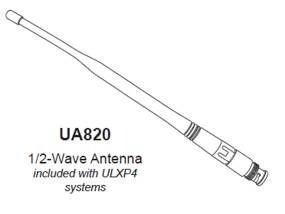 UA820
1/2-Wave Antenna
included with ULXP4
systems